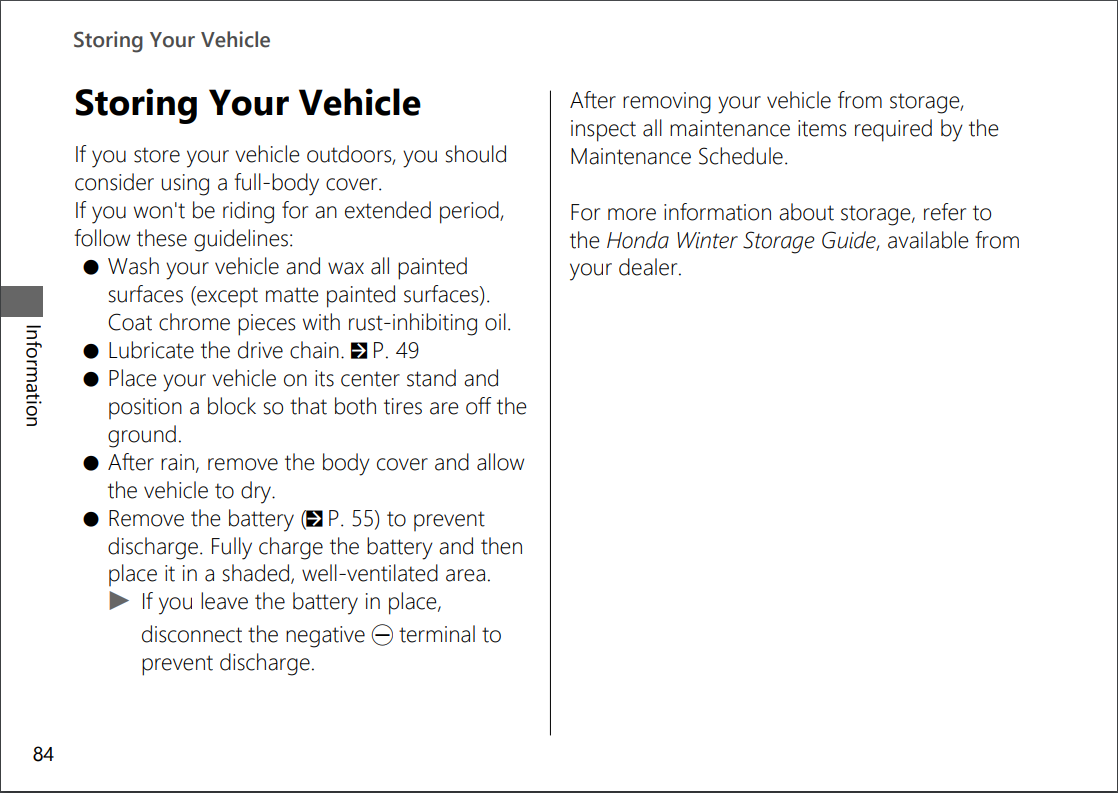 Storing Your Vehicle
Storing Your Vehicle
If you store your vehicle outdoors, you should
consider using a full-body cover.
If you won't be riding for an extended period,
follow these guidelines:
● Wash your vehicle and wax all painted
surfaces (except matte painted surfaces).
Coat chrome pieces with rust-inhibiting oil.
● Lubricate the drive chain. P. 49
● Place your vehicle on its center stand and
position a block so that both tires are off the
ground.
● After rain, remove the body cover and allow
the vehicle to dry.
● Remove the battery ( P. 55) to prevent
discharge. Fully charge the battery and then
place it in a shaded, well-ventilated area.
▶ If you leave the battery in place,
disconnect the negative ⊖ terminal to
prevent discharge.
After removing your vehicle from storage,
inspect all maintenance items required by the
Maintenance Schedule.
For more information about storage, refer to
the Honda Winter Storage Guide, available from
your dealer.
Information
84